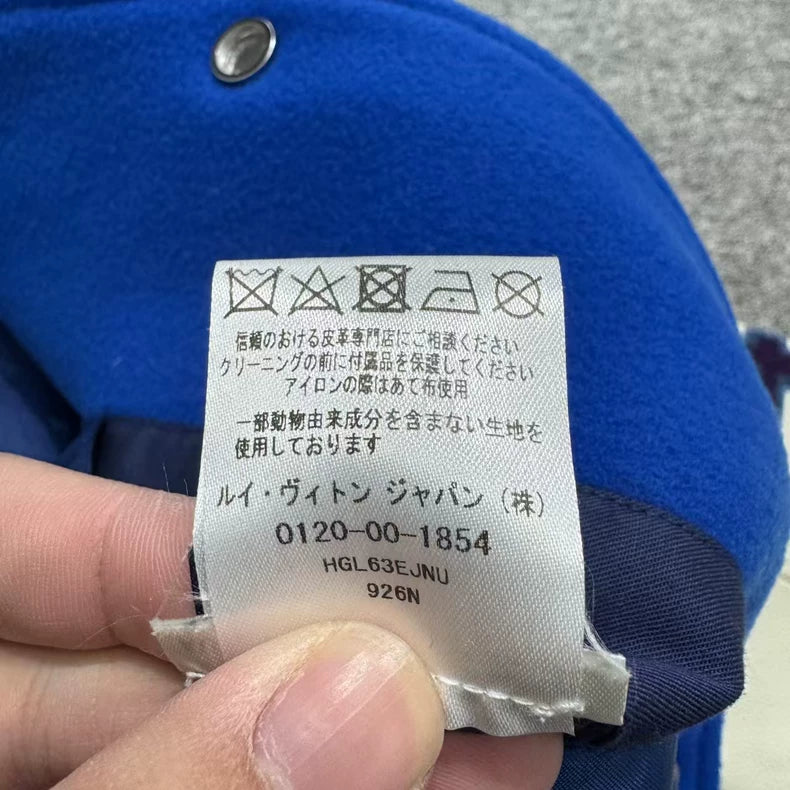 信頼のおける皮革専門店にご相談ください
クリーニングの前に付属品を保護してください
アイロンの際はあて布使用
一部動物由来成分を含まない生地を
使用しております
ルイ・ヴィトン ジャパン (株)
0120-00-1854
HGL63EJNU
926N